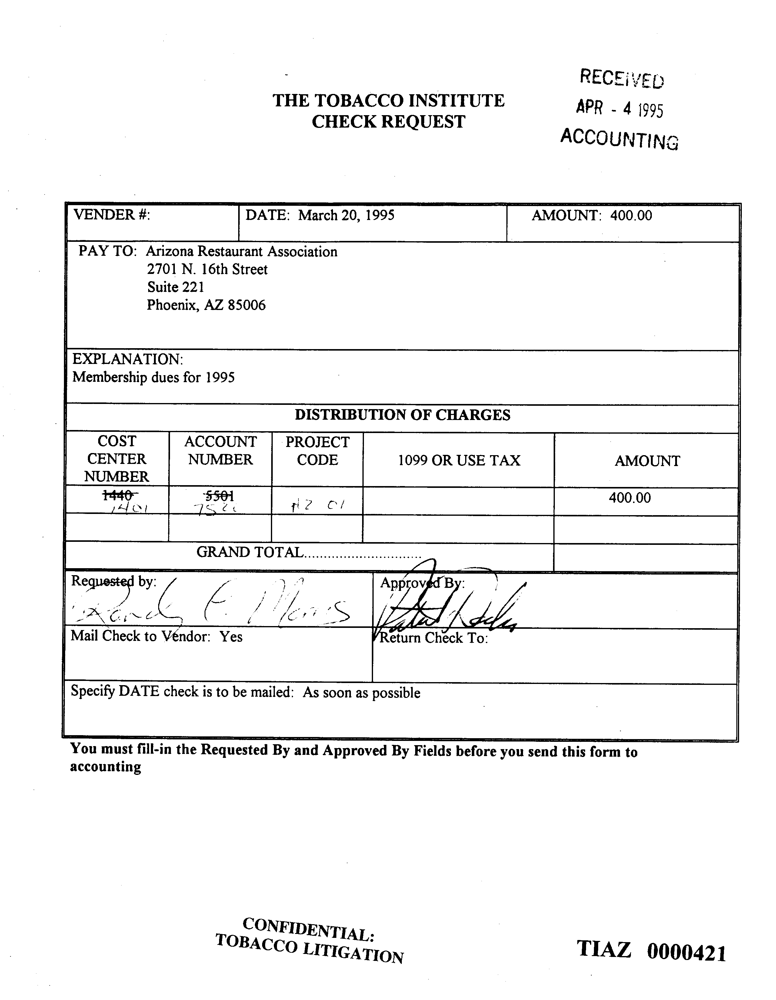 RECEIVED
APR - 4 1995
ACCOUNTING
THE TOBACCO INSTITUTE
CHECK REQUEST
VENDER #: DATE: March 20, 1995 AMOUNT: 400.00
PAY TO: Arizona Restaurant Association
2701 N. 16th Street
Suite 221
Phoenix, AZ 85006
EXPLANATION:
Membership dues for 1995
DISTRIBUTION OF CHARGES
COST ACCOUNT PROJECT
CENTER NUMBER CODE 1099 OR USE TAX AMOUNT
NUMBER
1440 5501 400.00
1401 01
GRAND TOTAL..............................
Requested by: Approved By:
Randy E. Morris
Mail Check to Vendor: Yes Return Check To:
Specify DATE check is to be mailed: As soon as possible
You must fill-in the Requested By and Approved By Fields before you send this form to
accounting
CONFIDENTIAL:
TOBACCO LITIGATION
TIAZ 0000421